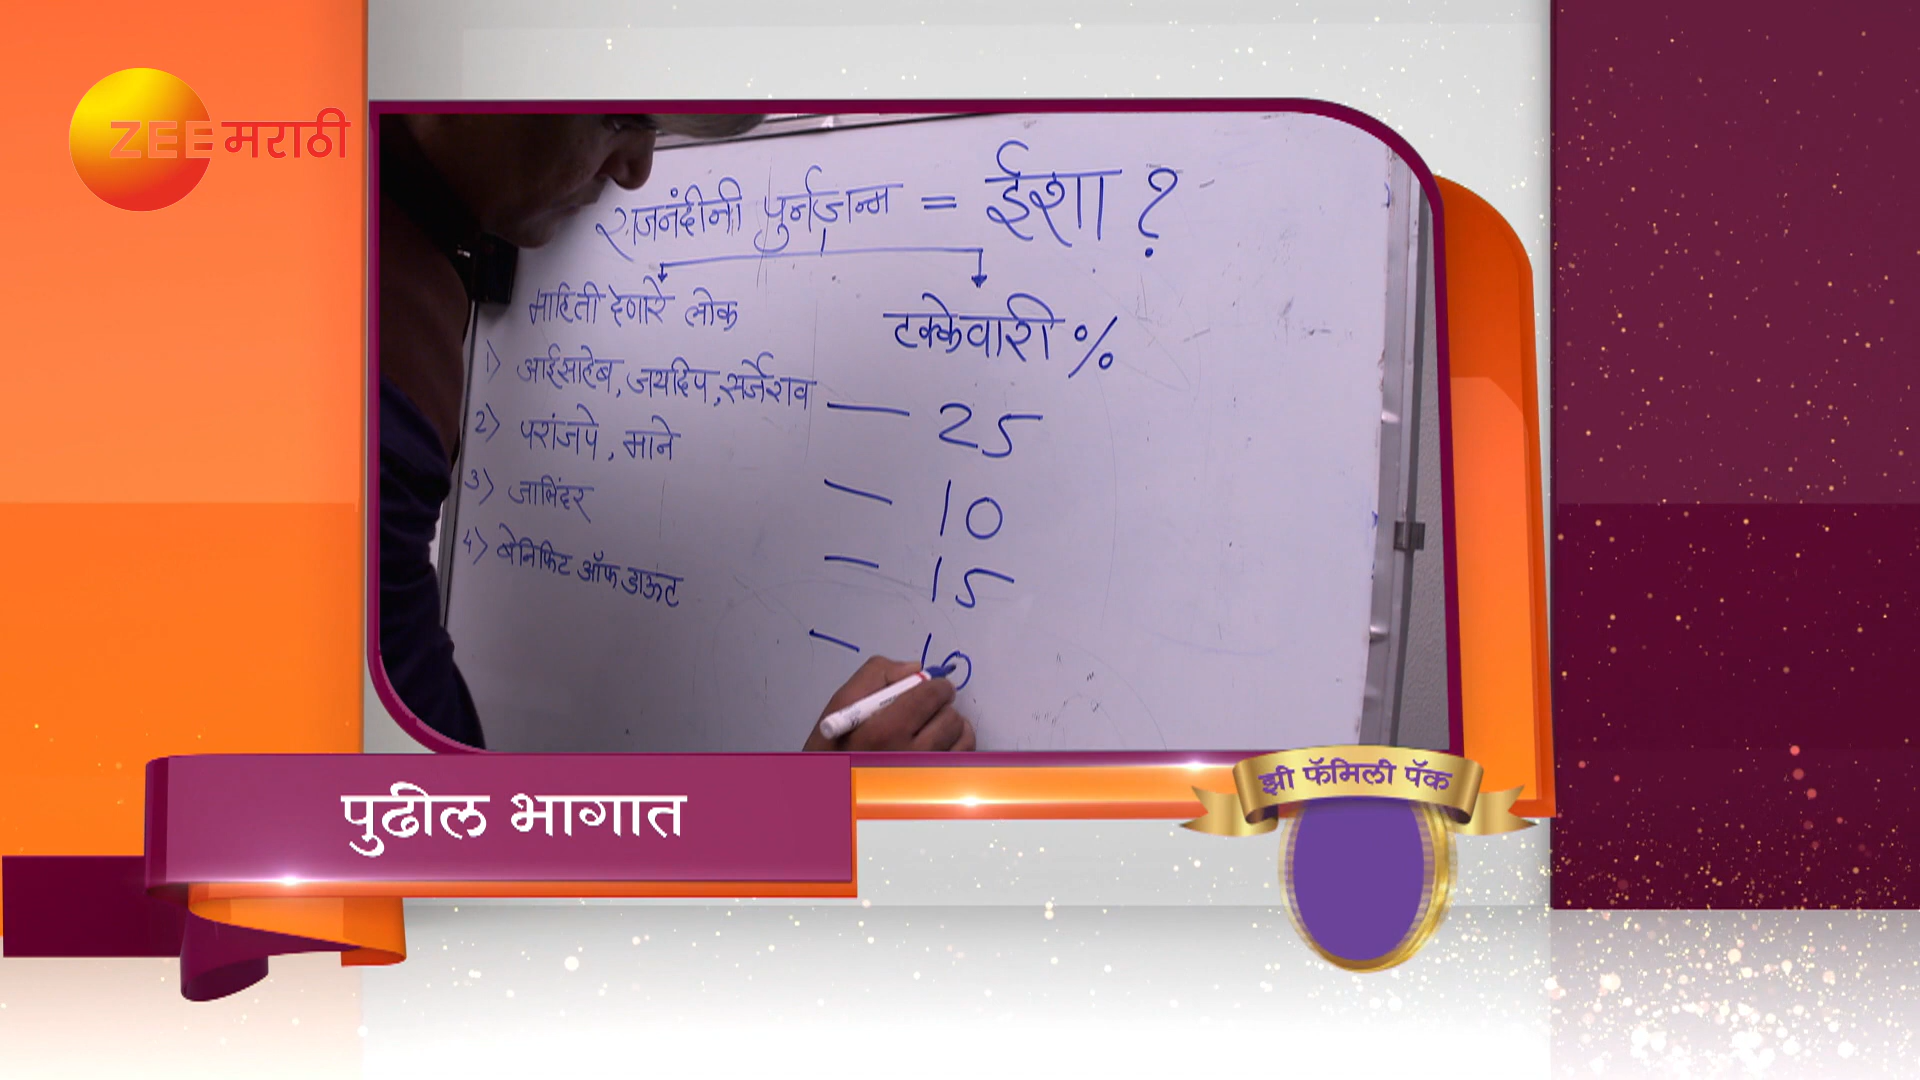 ZEE मराठी
राजनंदीनी पुर्नजन्म = ईशा ?
माहिती देणारे लोक टक्केवारी %
1) आईसाहेब, जयदिप, सर्जेराव — 25
2) परांजपे, माने — 10
3) जालिंदर — 15
4) बेनिफिट ऑफ डाऊट — 10
पुढील भागात
झी फॅमिली पॅक